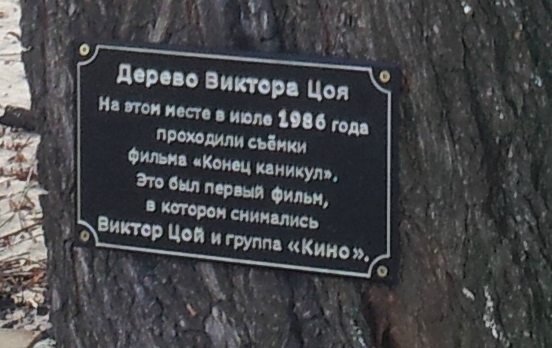 Дерево Виктора Цоя
На этом месте в июле 1986 года
проходили съёмки
фильма «Конец каникул».
Это был первый фильм,
в котором снимались
Виктор Цой и группа «Кино».